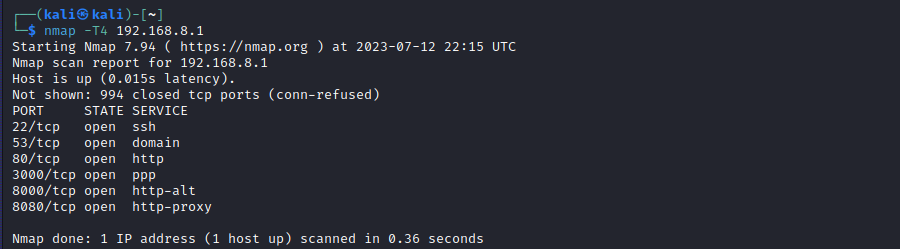 ┌──(kali㉿kali)-[~]
└─$ nmap -T4 192.168.8.1
Starting Nmap 7.94 ( https://nmap.org ) at 2023-07-12 22:15 UTC
Nmap scan report for 192.168.8.1
Host is up (0.015s latency).
Not shown: 994 closed tcp ports (conn-refused)
PORT     STATE SERVICE
22/tcp   open  ssh
53/tcp   open  domain
80/tcp   open  http
3000/tcp open  ppp
8000/tcp open  http-alt
8080/tcp open  http-proxy
Nmap done: 1 IP address (1 host up) scanned in 0.36 seconds